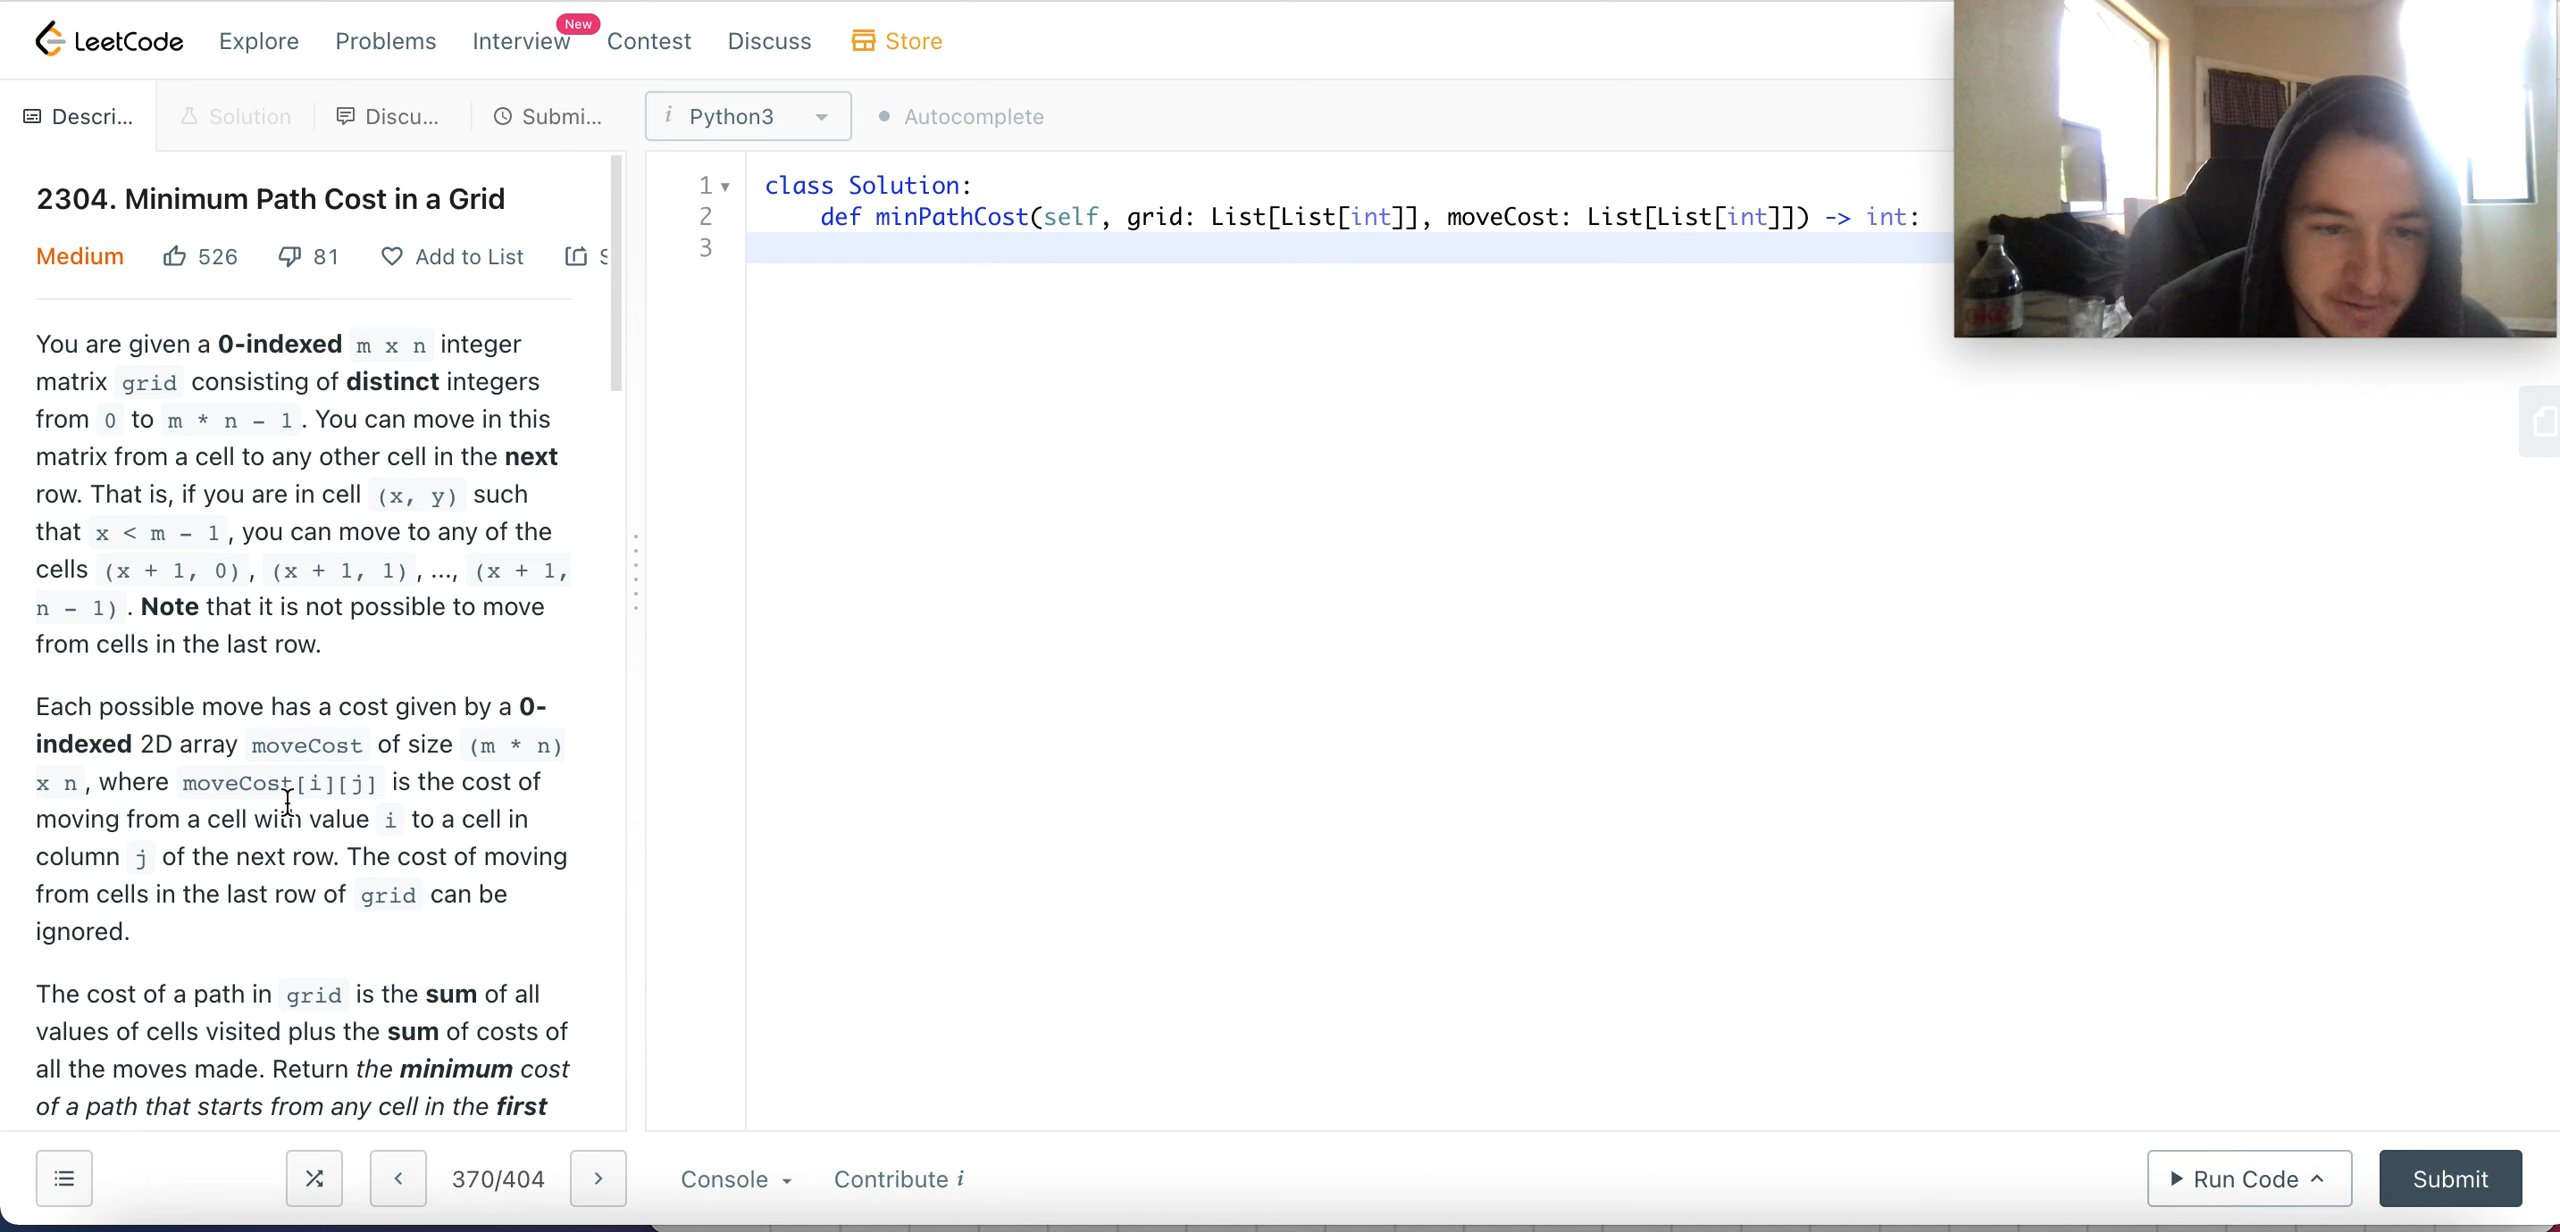 LeetCode Explore Problems Interview New Contest Discuss Store
Descri... Solution Discu... Submi... i Python3 Autocomplete
2304. Minimum Path Cost in a Grid
Medium 526 81 Add to List S
You are given a 0-indexed m x n integer
matrix grid consisting of distinct integers
from 0 to m * n - 1. You can move in this
matrix from a cell to any other cell in the next
row. That is, if you are in cell (x, y) such
that x < m - 1, you can move to any of the
cells (x + 1, 0), (x + 1, 1), ..., (x + 1,
n - 1). Note that it is not possible to move
from cells in the last row.
Each possible move has a cost given by a 0-
indexed 2D array moveCost of size (m * n)
x n, where moveCost[i][j] is the cost of
moving from a cell with value i to a cell in
column j of the next row. The cost of moving
from cells in the last row of grid can be
ignored.
The cost of a path in grid is the sum of all
values of cells visited plus the sum of costs of
all the moves made. Return the minimum cost
of a path that starts from any cell in the first
1 class Solution:
2 def minPathCost(self, grid: List[List[int]], moveCost: List[List[int]]) -> int:
3
370/404 Console Contribute i Run Code Submit